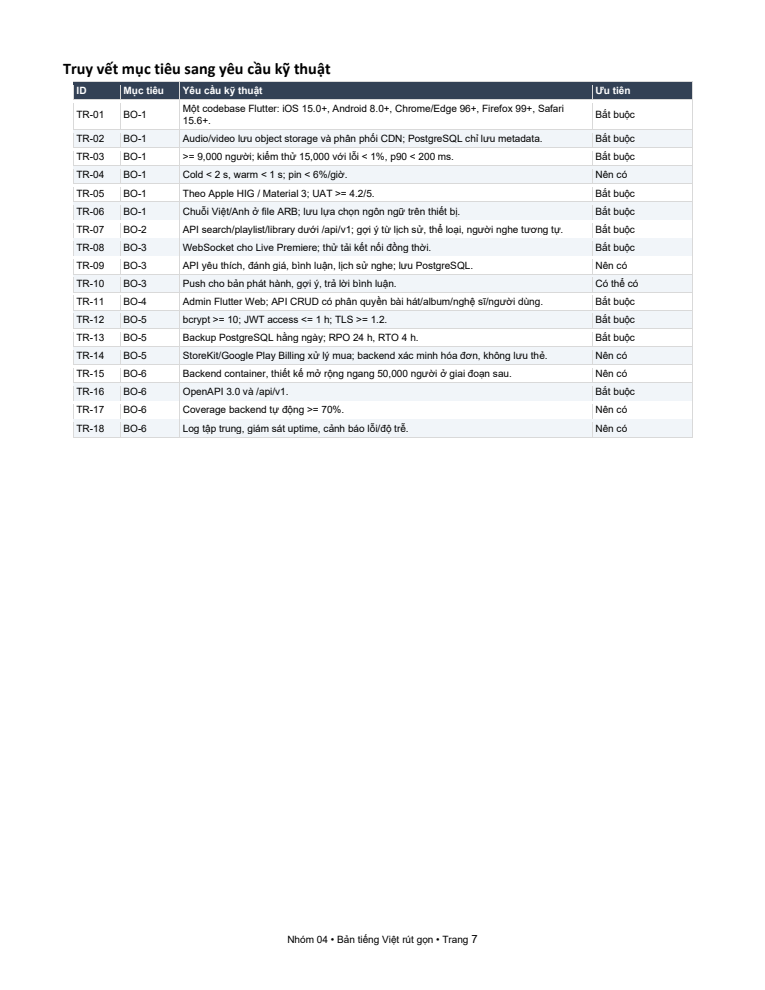 Truy vết mục tiêu sang yêu cầu kỹ thuật
ID Mục tiêu Yêu cầu kỹ thuật Ưu tiên
TR-01 BO-1 Một codebase Flutter: iOS 15.0+, Android 8.0+, Chrome/Edge 96+, Firefox 99+, Safari 15.6+. Bắt buộc
TR-02 BO-1 Audio/video lưu object storage và phân phối CDN; PostgreSQL chỉ lưu metadata. Bắt buộc
TR-03 BO-1 >= 9,000 người; kiểm thử 15,000 với lỗi < 1%, p90 < 200 ms. Bắt buộc
TR-04 BO-1 Cold < 2 s, warm < 1 s; pin < 6%/giờ. Nên có
TR-05 BO-1 Theo Apple HIG / Material 3; UAT >= 4.2/5. Bắt buộc
TR-06 BO-1 Chuỗi Việt/Anh ở file ARB; lưu lựa chọn ngôn ngữ trên thiết bị. Bắt buộc
TR-07 BO-2 API search/playlist/library dưới /api/v1; gợi ý từ lịch sử, thể loại, người nghe tương tự. Bắt buộc
TR-08 BO-3 WebSocket cho Live Premiere; thử tải kết nối đồng thời. Bắt buộc
TR-09 BO-3 API yêu thích, đánh giá, bình luận, lịch sử nghe; lưu PostgreSQL. Nên có
TR-10 BO-3 Push cho bản phát hành, gợi ý, trả lời bình luận. Có thể có
TR-11 BO-4 Admin Flutter Web; API CRUD có phân quyền bài hát/album/nghệ sĩ/người dùng. Bắt buộc
TR-12 BO-5 bcrypt >= 10; JWT access <= 1 h; TLS >= 1.2. Bắt buộc
TR-13 BO-5 Backup PostgreSQL hằng ngày; RPO 24 h, RTO 4 h. Bắt buộc
TR-14 BO-5 StoreKit/Google Play Billing xử lý mua; backend xác minh hóa đơn, không lưu thẻ. Nên có
TR-15 BO-6 Backend container, thiết kế mở rộng ngang 50,000 người ở giai đoạn sau. Nên có
TR-16 BO-6 OpenAPI 3.0 và /api/v1. Bắt buộc
TR-17 BO-6 Coverage backend tự động >= 70%. Nên có
TR-18 BO-6 Log tập trung, giám sát uptime, cảnh báo lỗi/độ trễ. Nên có
Nhóm 04 • Bản tiếng Việt rút gọn • Trang 7